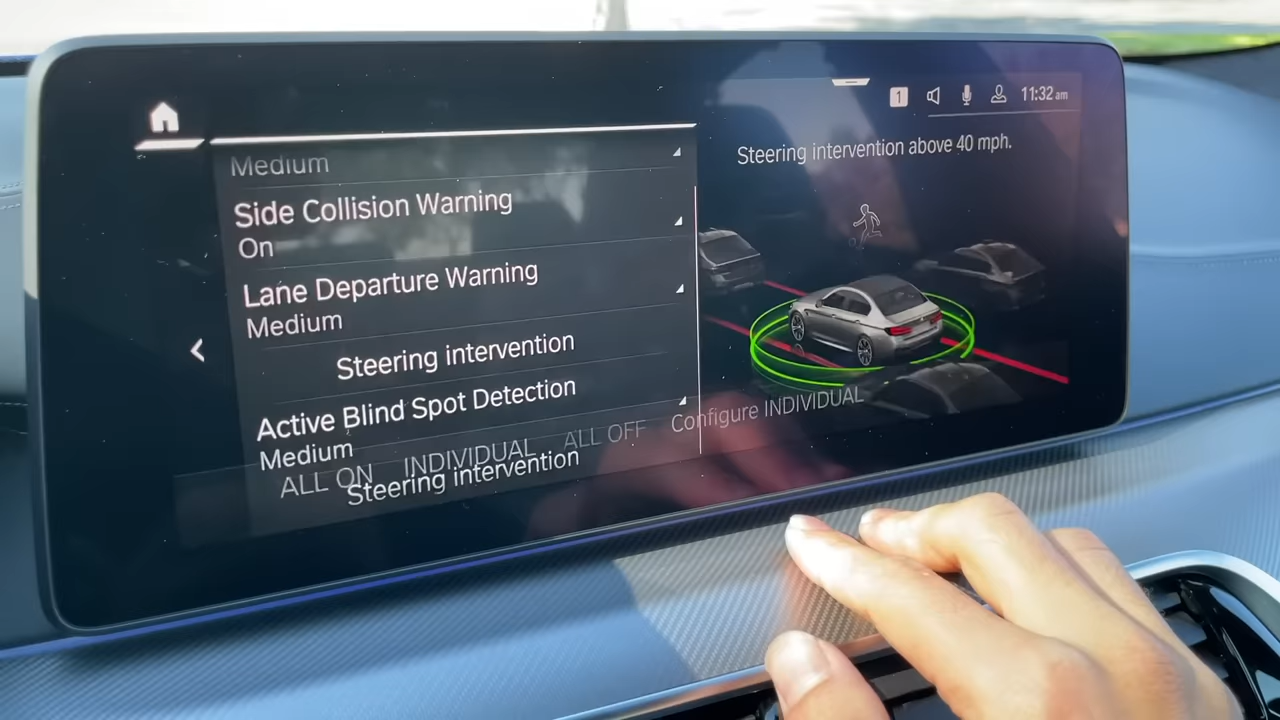 1 11:32 am
Medium
Side Collision Warning
On
Lane Departure Warning
Medium
Steering intervention
Active Blind Spot Detection
Medium
Steering intervention
ALL ON INDIVIDUAL ALL OFF Configure INDIVIDUAL
Steering intervention above 40 mph.